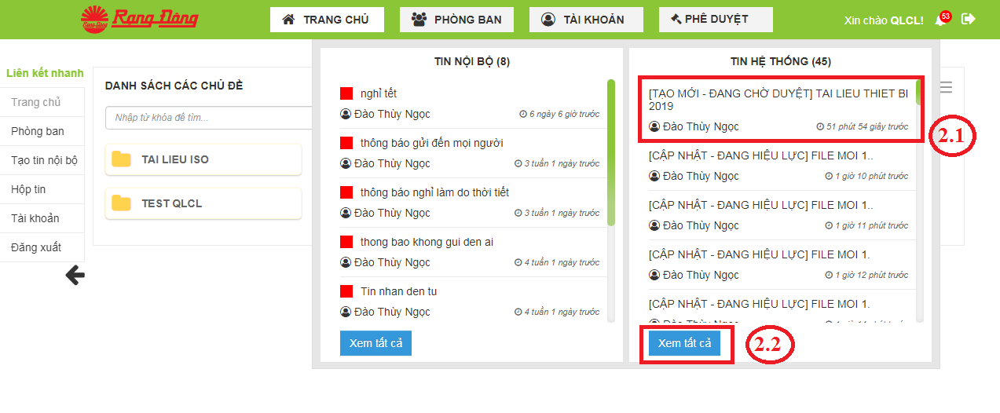 Rạng Đông
TRANG CHỦ
PHÒNG BAN
TÀI KHOẢN
PHÊ DUYỆT
Xin chào QLCL!
53
Liên kết nhanh
Trang chủ
Phòng ban
Tạo tin nội bộ
Hộp tin
Tài khoản
Đăng xuất
DANH SÁCH CÁC CHỦ ĐỀ
Nhập từ khóa để tìm...
TAI LIEU ISO
TEST QLCL
TIN NỘI BỘ (8)
nghỉ tết
Đào Thùy Ngọc 6 ngày 6 giờ trước
thông báo gửi đến mọi người
Đào Thùy Ngọc 3 tuần 1 ngày trước
thông báo nghỉ làm do thời tiết
Đào Thùy Ngọc 3 tuần 1 ngày trước
thong bao khong gui den ai
Đào Thùy Ngọc 4 tuần 1 ngày trước
Tin nhan den tu
Đào Thùy Ngọc 4 tuần 1 ngày trước
Xem tất cả
TIN HỆ THỐNG (45)
[TẠO MỚI - ĐANG CHỜ DUYỆT] TAI LIEU THIET BI
2019
Đào Thùy Ngọc 51 phút 54 giây trước
2.1
[CẬP NHẬT - ĐANG HIỆU LỰC] FILE MOI 1..
Đào Thùy Ngọc 1 giờ 10 phút trước
[CẬP NHẬT - ĐANG HIỆU LỰC] FILE MOI 1..
Đào Thùy Ngọc 1 giờ 11 phút trước
[CẬP NHẬT - ĐANG HIỆU LỰC] FILE MOI 1.
Đào Thùy Ngọc 1 giờ 12 phút trước
[CẬP NHẬT - ĐANG HIỆU LỰC] FILE MOI 1.
Xem tất cả
2.2